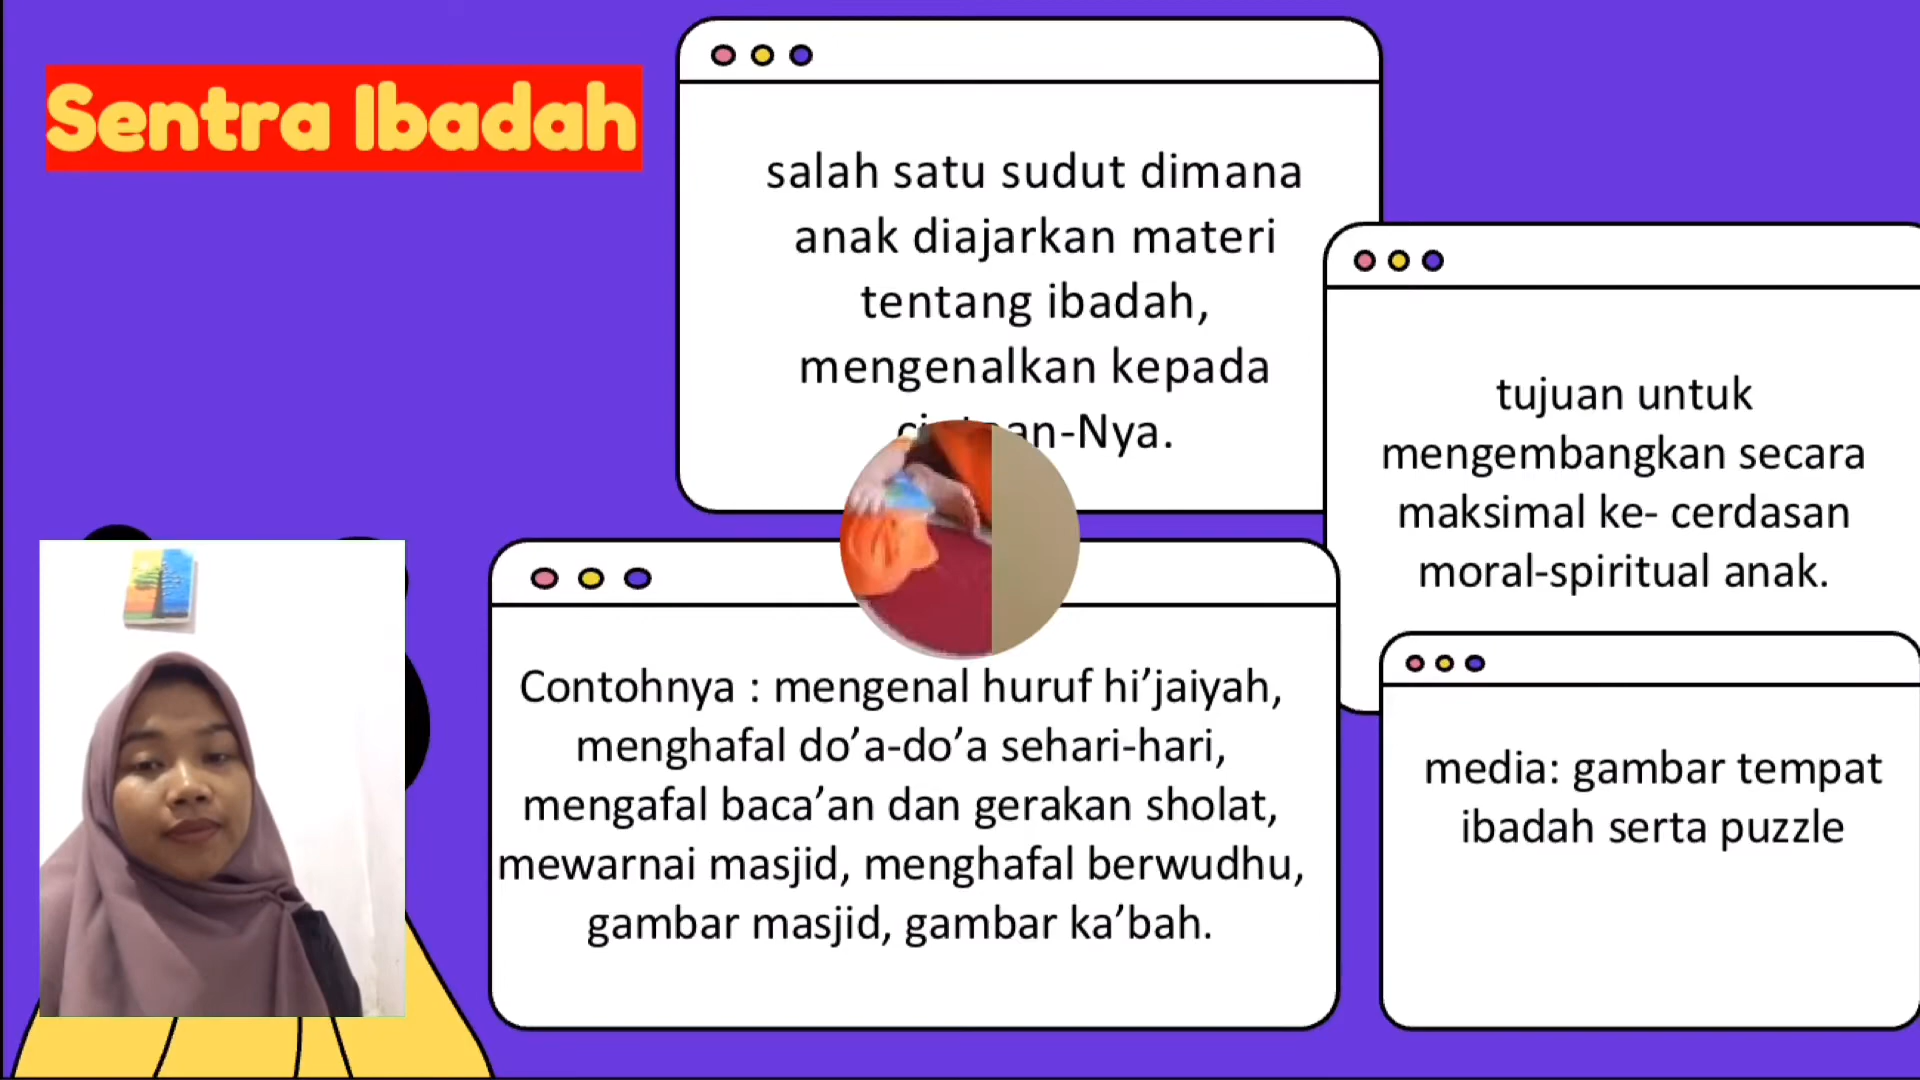 Sentra Ibadah
salah satu sudut dimana
anak diajarkan materi
tentang ibadah,
mengenalkan kepada
tujuan untuk
mengembangkan secara
maksimal ke- cerdasan
moral-spiritual anak.
Contohnya : mengenal huruf hi’jaiyah,
menghafal do’a-do’a sehari-hari,
mengafal baca’an dan gerakan sholat,
mewarnai masjid, menghafal berwudhu,
gambar masjid, gambar ka’bah.
media: gambar tempat
ibadah serta puzzle